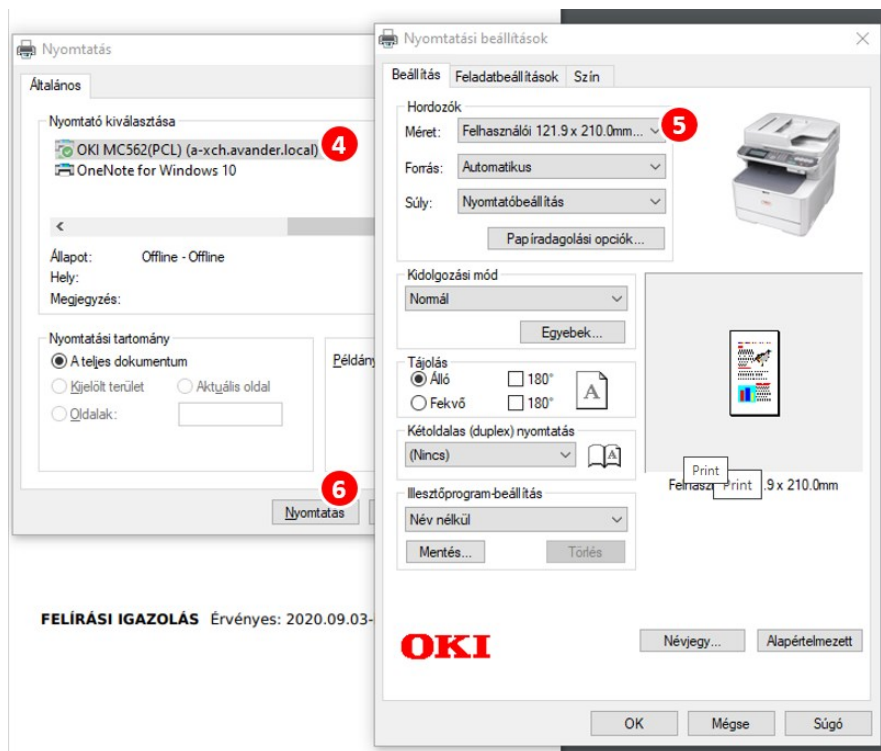 Nyomtatás
Általános
Nyomtató kiválasztása
OKI MC562(PCL) (a-xch.avander.local)
4
OneNote for Windows 10
Állapot: Offline - Offline
Hely:
Megjegyzés:
Nyomtatási tartomány
A teljes dokumentum
Kijelölt terület
Aktuális oldal
Oldalak:
Példány
6
Nyomtatás
FELÍRÁSI IGAZOLÁS Érvényes: 2020.09.03-
Nyomtatási beállítások
Beállítás
Feladatbeállítások
Szín
Hordozók
Méret: Felhasználói 121.9 x 210.0mm...
5
Forrás: Automatikus
Súly: Nyomtatóbeállítás
Papíradagolási opciók...
Kidolgozási mód
Normál
Egyebek...
Tájolás
Álló 180°
Fekvő 180°
A
Kétoldalas (duplex) nyomtatás
(Nincs)
A
Illesztőprogram-beállítás
Név nélkül
Mentés...
Törlés
Print
Print
.9 x 210.0mm
OKI
Névjegy...
Alapértelmezett
OK
Mégse
Súgó